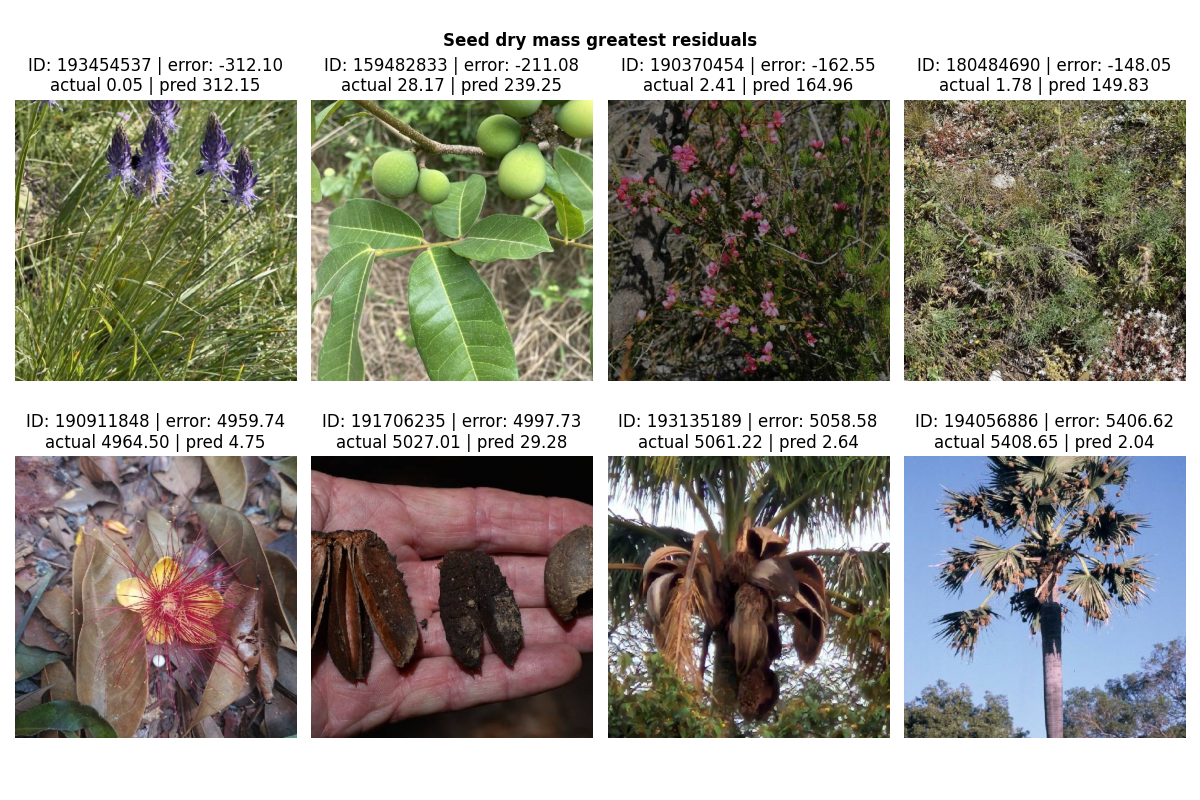 Seed dry mass greatest residuals
ID: 193454537 | error: -312.10
actual 0.05 | pred 312.15
ID: 159482833 | error: -211.08
actual 28.17 | pred 239.25
ID: 190370454 | error: -162.55
actual 2.41 | pred 164.96
ID: 180484690 | error: -148.05
actual 1.78 | pred 149.83
ID: 190911848 | error: 4959.74
actual 4964.50 | pred 4.75
ID: 191706235 | error: 4997.73
actual 5027.01 | pred 29.28
ID: 193135189 | error: 5058.58
actual 5061.22 | pred 2.64
ID: 194056886 | error: 5406.62
actual 5408.65 | pred 2.04